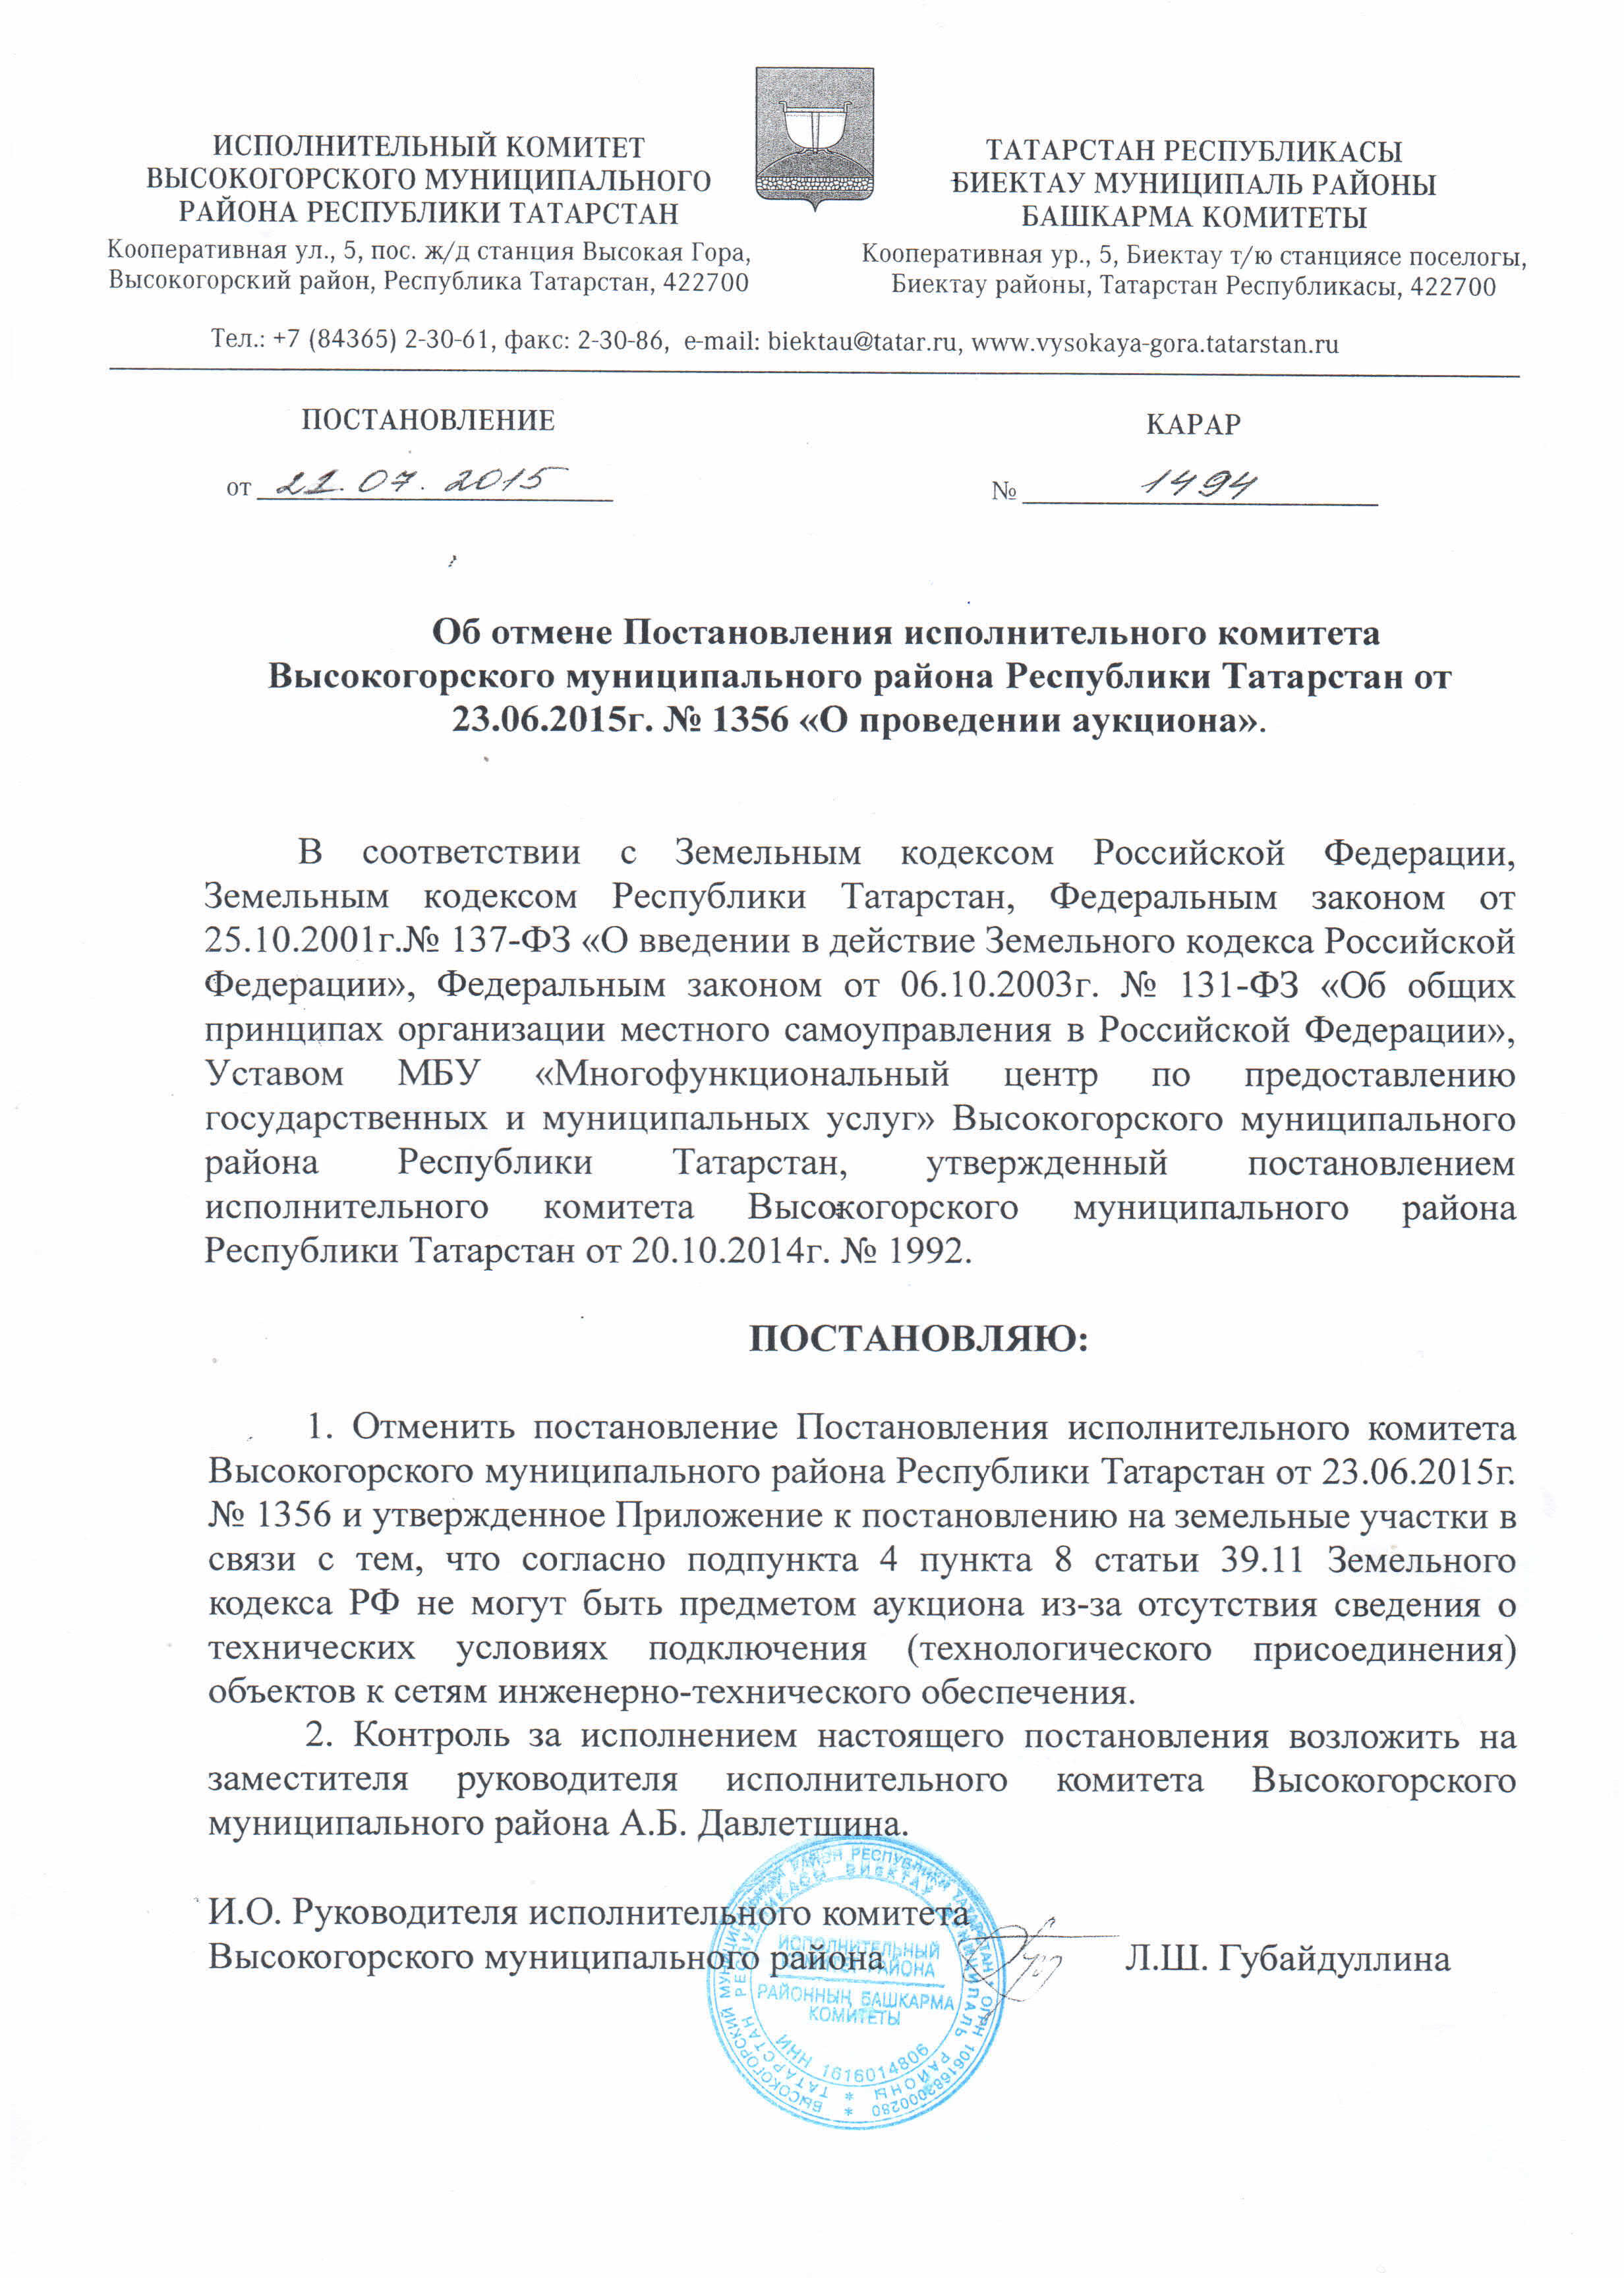 ИСПОЛНИТЕЛЬНЫЙ КОМИТЕТ
ВЫСОКОГОРСКОГО МУНИЦИПАЛЬНОГО
РАЙОНА РЕСПУБЛИКИ ТАТАРСТАН
Кооперативная ул., 5, пос. ж/д станция Высокая Гора,
Высокогорский район, Республика Татарстан, 422700
ТАТАРСТАН РЕСПУБЛИКАСЫ
БИЕКТАУ МУНИЦИПАЛЬ РАЙОНЫ
БАШКАРМА КОМИТЕТЫ
Кооперативная ур., 5, Биектау т/ю станциясе поселогы,
Биектау районы, Татарстан Республикасы, 422700
Тел.: +7 (84365) 2-30-61, факс: 2-30-86, e-mail: biektau@tatar.ru, www.vysokaya-gora.tatarstan.ru
ПОСТАНОВЛЕНИЕ
КАРАР
от 21.07.2015
№ 1494
Об отмене Постановления исполнительного комитета
Высокогорского муниципального района Республики Татарстан от
23.06.2015г. № 1356 «О проведении аукциона».
В соответствии с Земельным кодексом Российской Федерации,
Земельным кодексом Республики Татарстан, Федеральным законом от
25.10.2001г.№ 137-ФЗ «О введении в действие Земельного кодекса Российской
Федерации», Федеральным законом от 06.10.2003г. № 131-ФЗ «Об общих
принципах организации местного самоуправления в Российской Федерации»,
Уставом МБУ «Многофункциональный центр по предоставлению
государственных и муниципальных услуг» Высокогорского муниципального
района Республики Татарстан, утвержденный постановлением
исполнительного комитета Высокогорского муниципального района
Республики Татарстан от 20.10.2014г. № 1992.
ПОСТАНОВЛЯЮ:
1. Отменить постановление Постановления исполнительного комитета
Высокогорского муниципального района Республики Татарстан от 23.06.2015г.
№ 1356 и утвержденное Приложение к постановлению на земельные участки в
связи с тем, что согласно подпункта 4 пункта 8 статьи 39.11 Земельного
кодекса РФ не могут быть предметом аукциона из-за отсутствия сведения о
технических условиях подключения (технологического присоединения)
объектов к сетям инженерно-технического обеспечения.
2. Контроль за исполнением настоящего постановления возложить на
заместителя руководителя исполнительного комитета Высокогорского
муниципального района А.Б. Давлетшина.
И.О. Руководителя исполнительного комитета
Высокогорского муниципального района Л.Ш. Губайдуллина
ВЫСОКОГОРСКИЙ МУНИЦИПАЛЬНЫЙ РАЙОН РЕСПУБЛИКИ ТАТАРСТАН * ОГРН 1061683000280 *
ТАТАРСТАН РЕСПУБЛИКАСЫ БИЕКТАУ МУНИЦИПАЛЬ РАЙОНЫ *
ИСПОЛНИТЕЛЬНЫЙ
КОМИТЕТ РАЙОНА
РАЙОННЫҢ БАШКАРМА
КОМИТЕТЫ
ИНН 1616014806